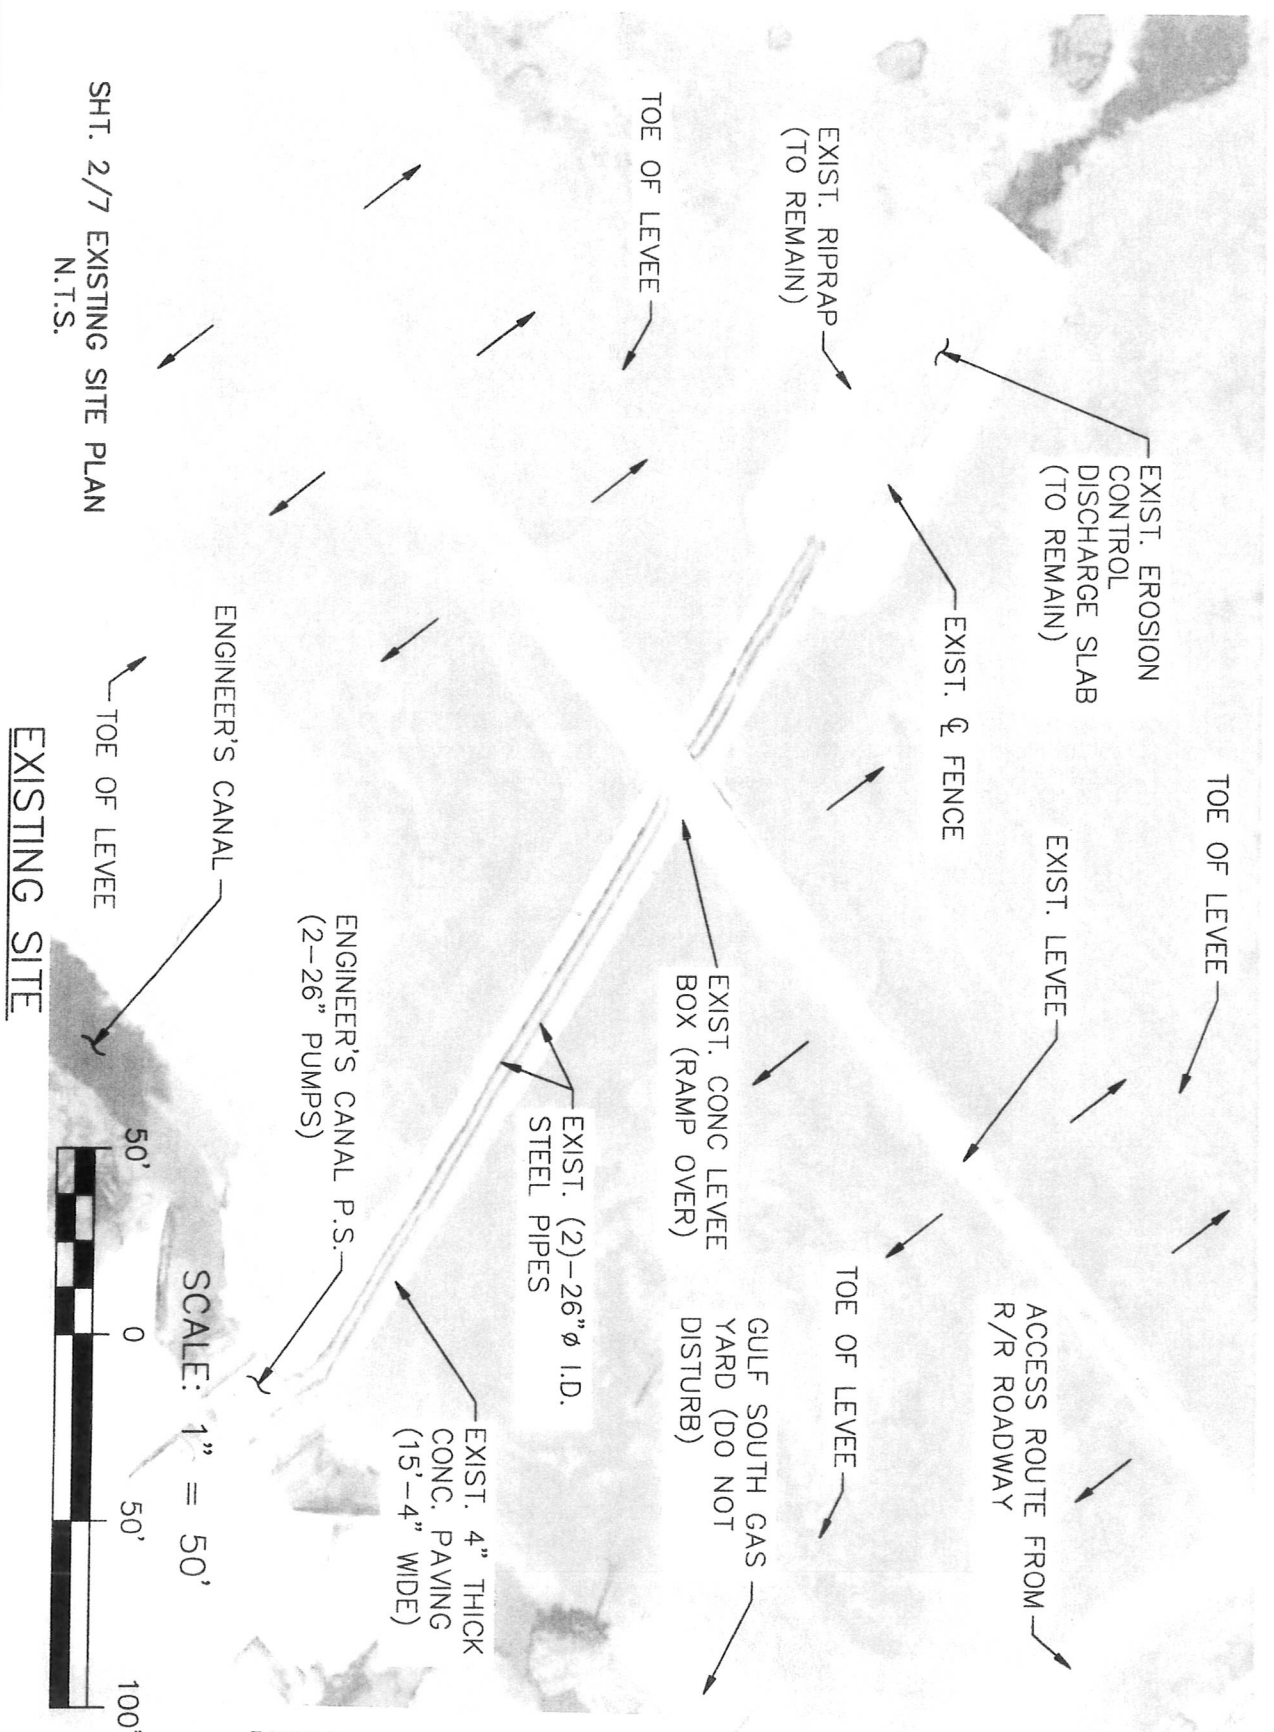 TOE OF LEVEE
EXIST. EROSION
CONTROL
DISCHARGE SLAB
(TO REMAIN)
EXIST. LEVEE
ACCESS ROUTE FROM
R/R ROADWAY
EXIST. ℄ FENCE
EXIST. RIPRAP
(TO REMAIN)
TOE OF LEVEE
GULF SOUTH GAS
YARD (DO NOT
DISTURB)
EXIST. CONC LEVEE
BOX (RAMP OVER)
TOE OF LEVEE
EXIST. (2)-26"ø I.D.
STEEL PIPES
EXIST. 4" THICK
CONC. PAVING
(15'-4" WIDE)
ENGINEER'S CANAL P.S.
(2-26" PUMPS)
ENGINEER'S CANAL
TOE OF LEVEE
SCALE: 1" = 50'
50' 0 50' 100'
SHT. 2/7 EXISTING SITE PLAN
N.T.S.
EXISTING SITE